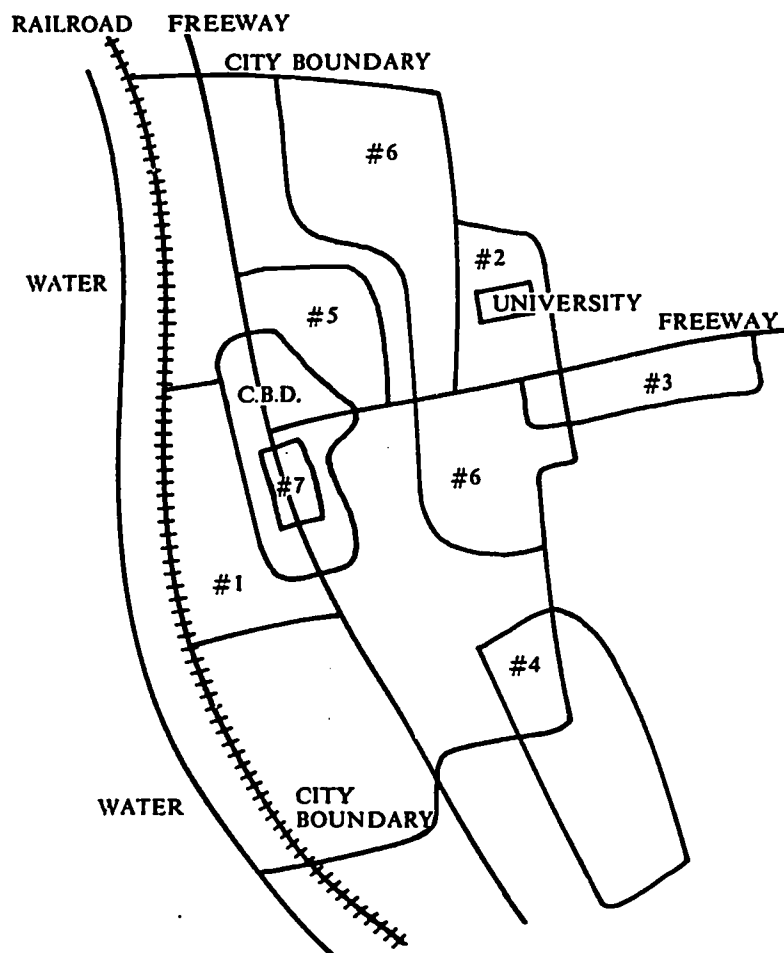 RAILROAD FREEWAY
CITY BOUNDARY
#6
#2
WATER
UNIVERSITY
#5
FREEWAY
#3
C.B.D.
#6
#7
#1
#4
CITY
BOUNDARY
WATER